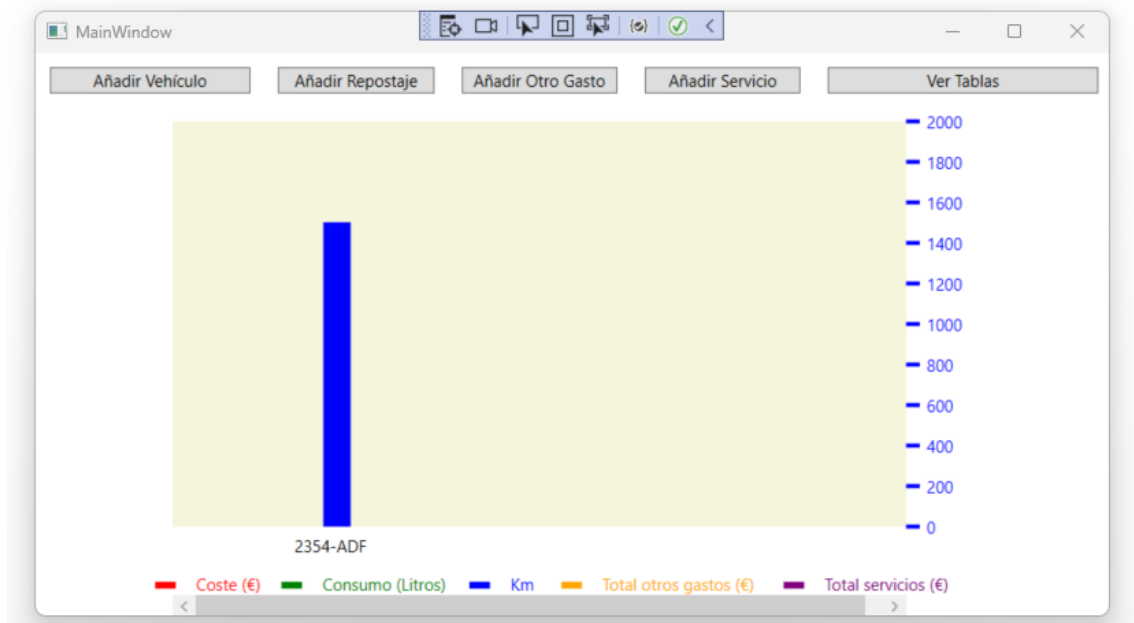 MainWindow
Añadir Vehículo Añadir Repostaje Añadir Otro Gasto Añadir Servicio Ver Tablas
2000
1800
1600
1400
1200
1000
800
600
400
200
0
2354-ADF
Coste (€) Consumo (Litros) Km Total otros gastos (€) Total servicios (€)